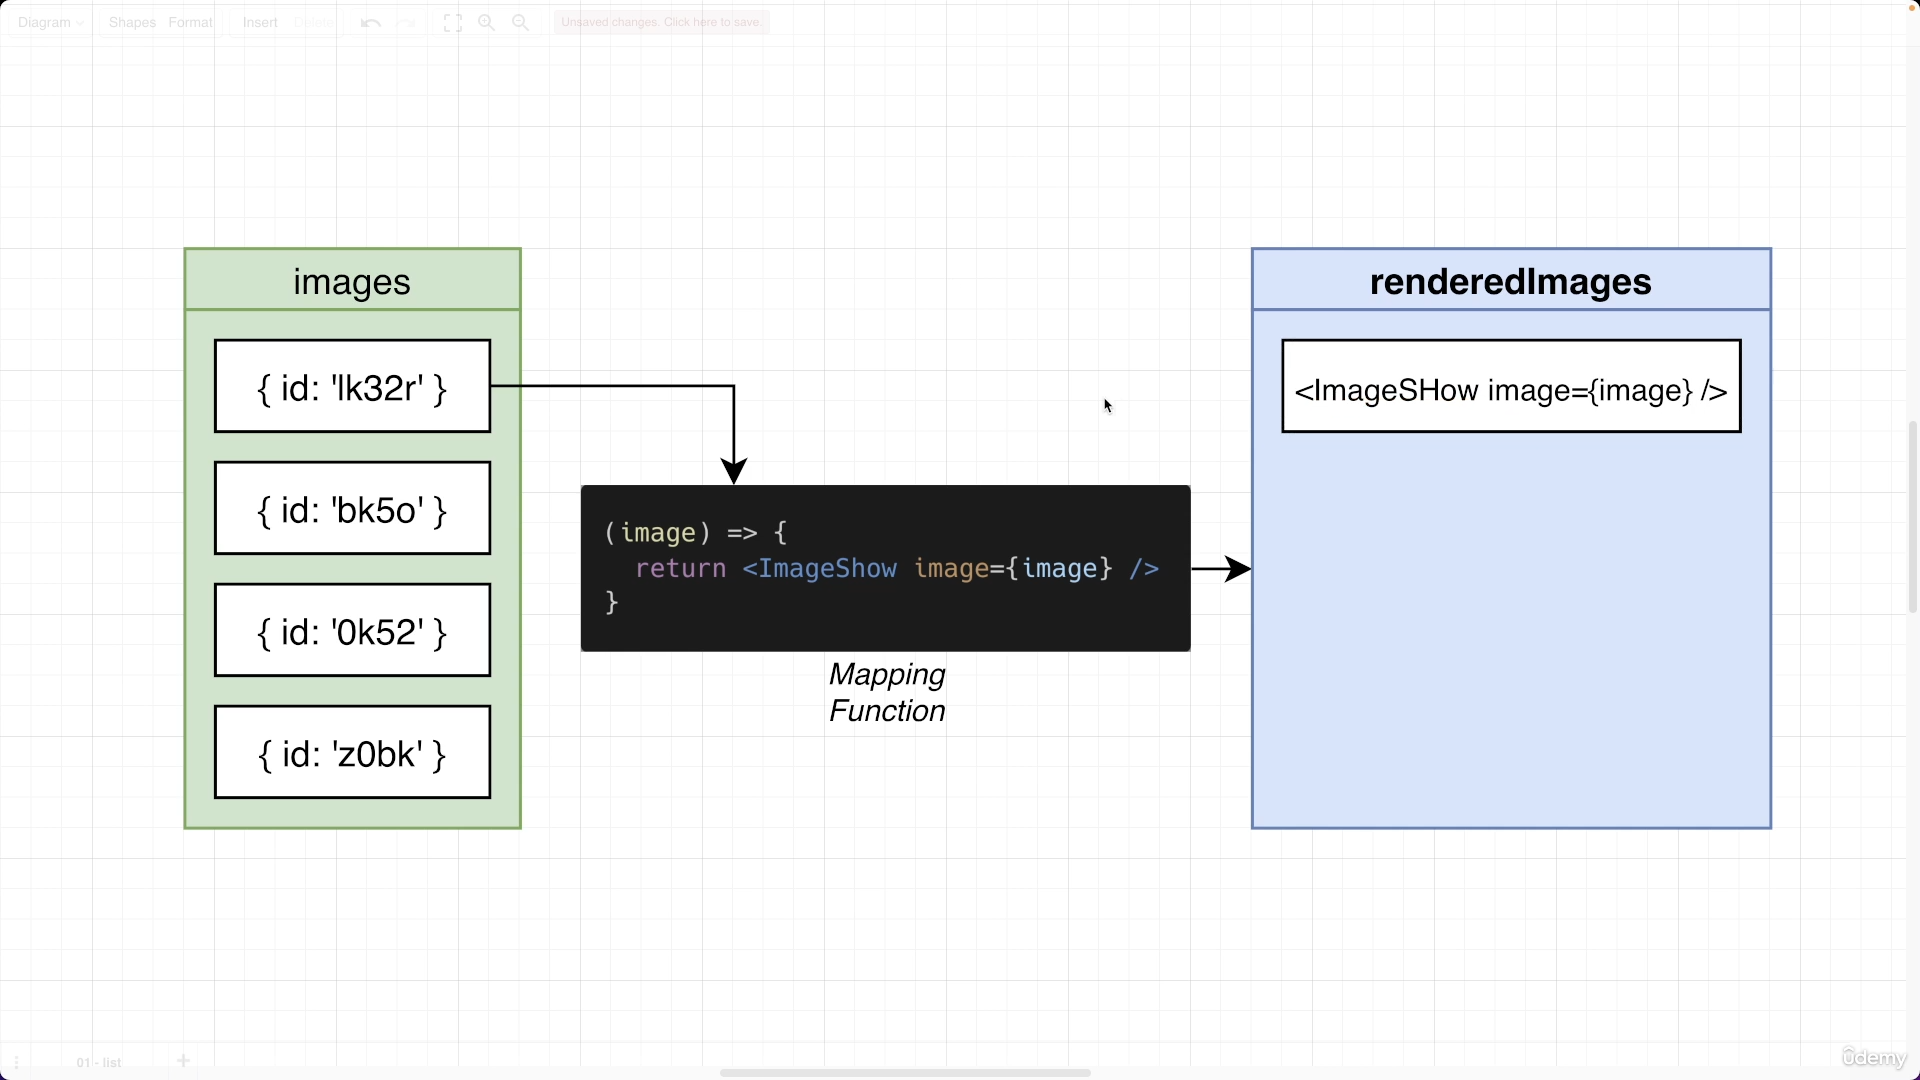 Diagram Shapes Format Insert Delete Unsaved changes. Click here to save.
images
{ id: 'lk32r' }
{ id: 'bk5o' }
{ id: '0k52' }
{ id: 'z0bk' }
(image) => {
return <ImageShow image={image} />
}
Mapping
Function
renderedImages
<ImageSHow image={image} />
01 - list
ûdemy